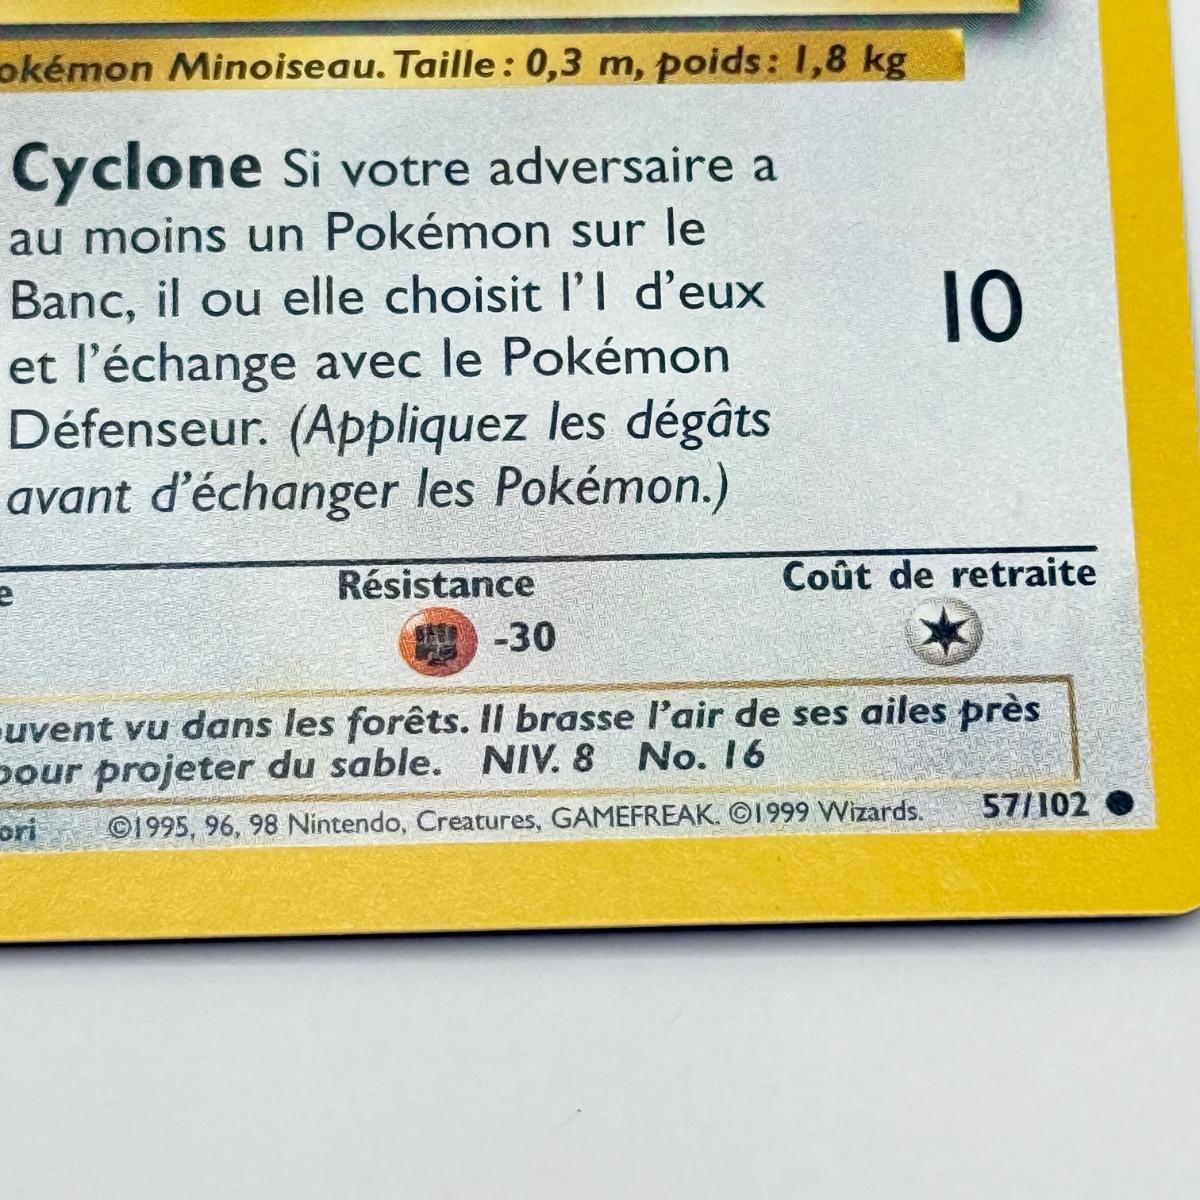 okémon Minoiseau. Taille : 0,3 m, poids : 1,8 kg
Cyclone Si votre adversaire a
au moins un Pokémon sur le
Banc, il ou elle choisit l'1 d'eux
et l'échange avec le Pokémon
Défenseur. (Appliquez les dégâts
avant d'échanger les Pokémon.)
10
e Résistance Coût de retraite
-30
ouvent vu dans les forêts. Il brasse l'air de ses ailes près
pour projeter du sable. NIV. 8 No. 16
ori ©1995, 96, 98 Nintendo, Creatures, GAMEFREAK. ©1999 Wizards. 57/102